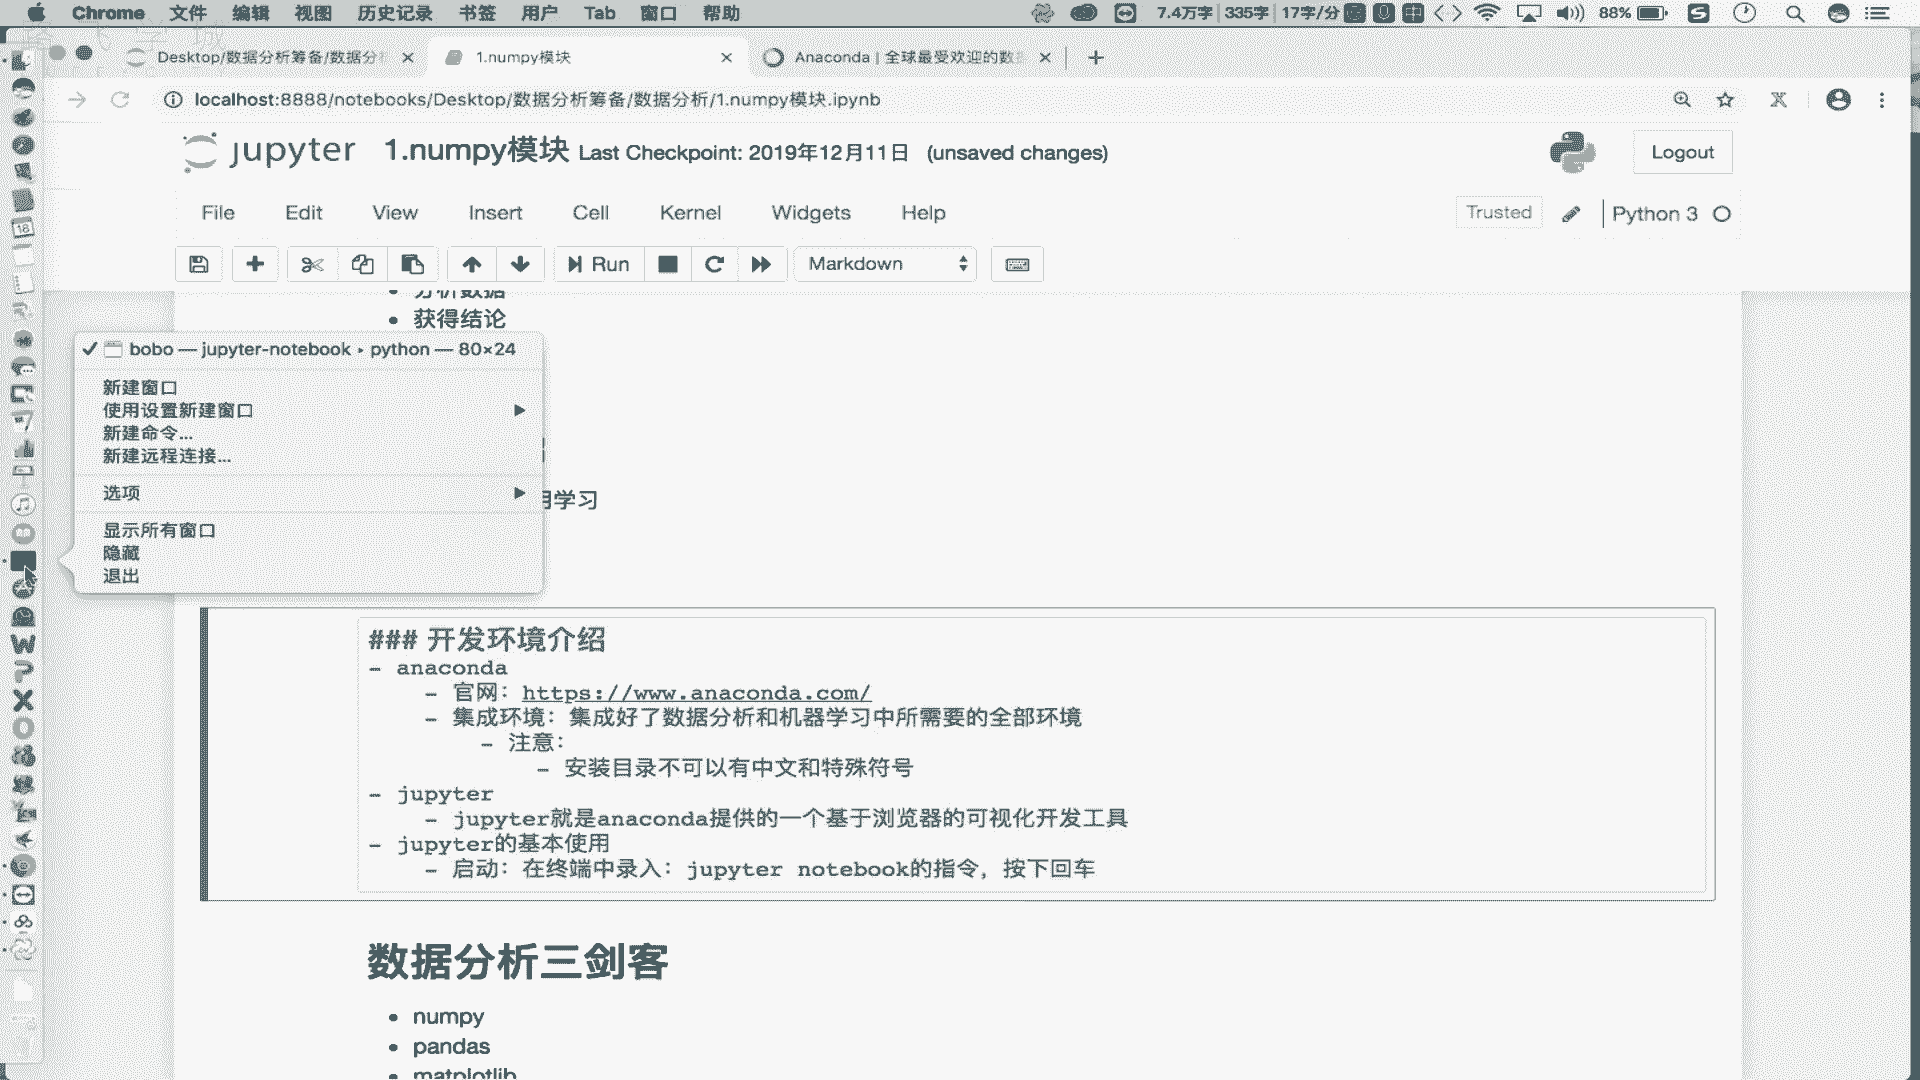 Chrome 文件 编辑 视图 历史记录 书签 用户 Tab 窗口 帮助 7.4万字 335字 17字/分 88%
Desktop/数据分析筹备/数据分析 1.numpy模块 Anaconda | 全球最受欢迎的数据
localhost:8888/notebooks/Desktop/数据分析筹备/数据分析/1.numpy模块.ipynb
jupyter 1.numpy模块 Last Checkpoint: 2019年12月11日 (unsaved changes)
Logout
File Edit View Insert Cell Kernel Widgets Help Trusted Python 3
Run Markdown
分析数据
获得结论
bobo — jupyter-notebook ▸ python — 80×24
新建窗口
使用设置新建窗口
新建命令...
新建远程连接...
选项
学习
显示所有窗口
隐藏
退出
### 开发环境介绍
- anaconda
- 官网：https://www.anaconda.com/
- 集成环境：集成好了数据分析和机器学习中所需要的全部环境
- 注意：
- 安装目录不可以有中文和特殊符号
- jupyter
- jupyter就是anaconda提供的一个基于浏览器的可视化开发工具
- jupyter的基本使用
- 启动：在终端中录入：jupyter notebook的指令，按下回车
数据分析三剑客
numpy
pandas
matplotlib